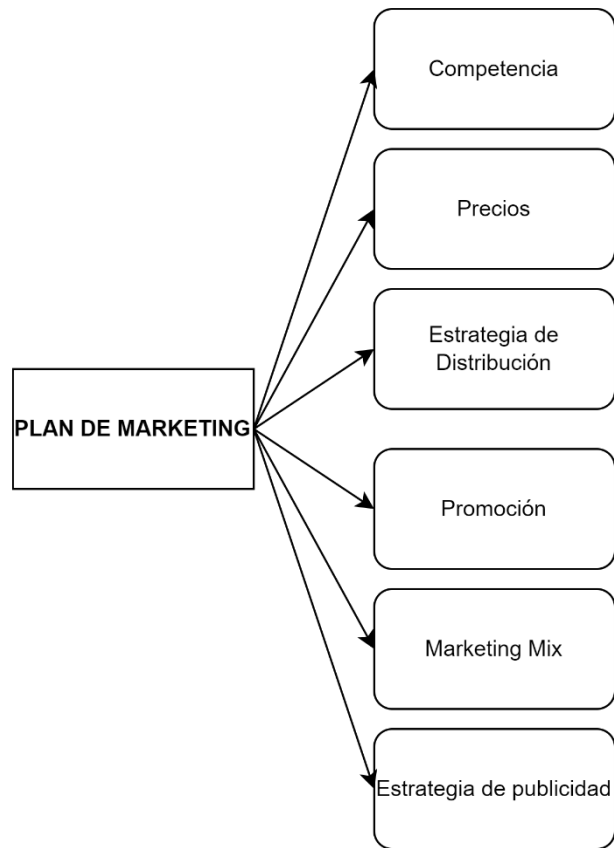 Competencia
Precios
Estrategia de
Distribución
PLAN DE MARKETING
Promoción
Marketing Mix
Estrategia de publicidad